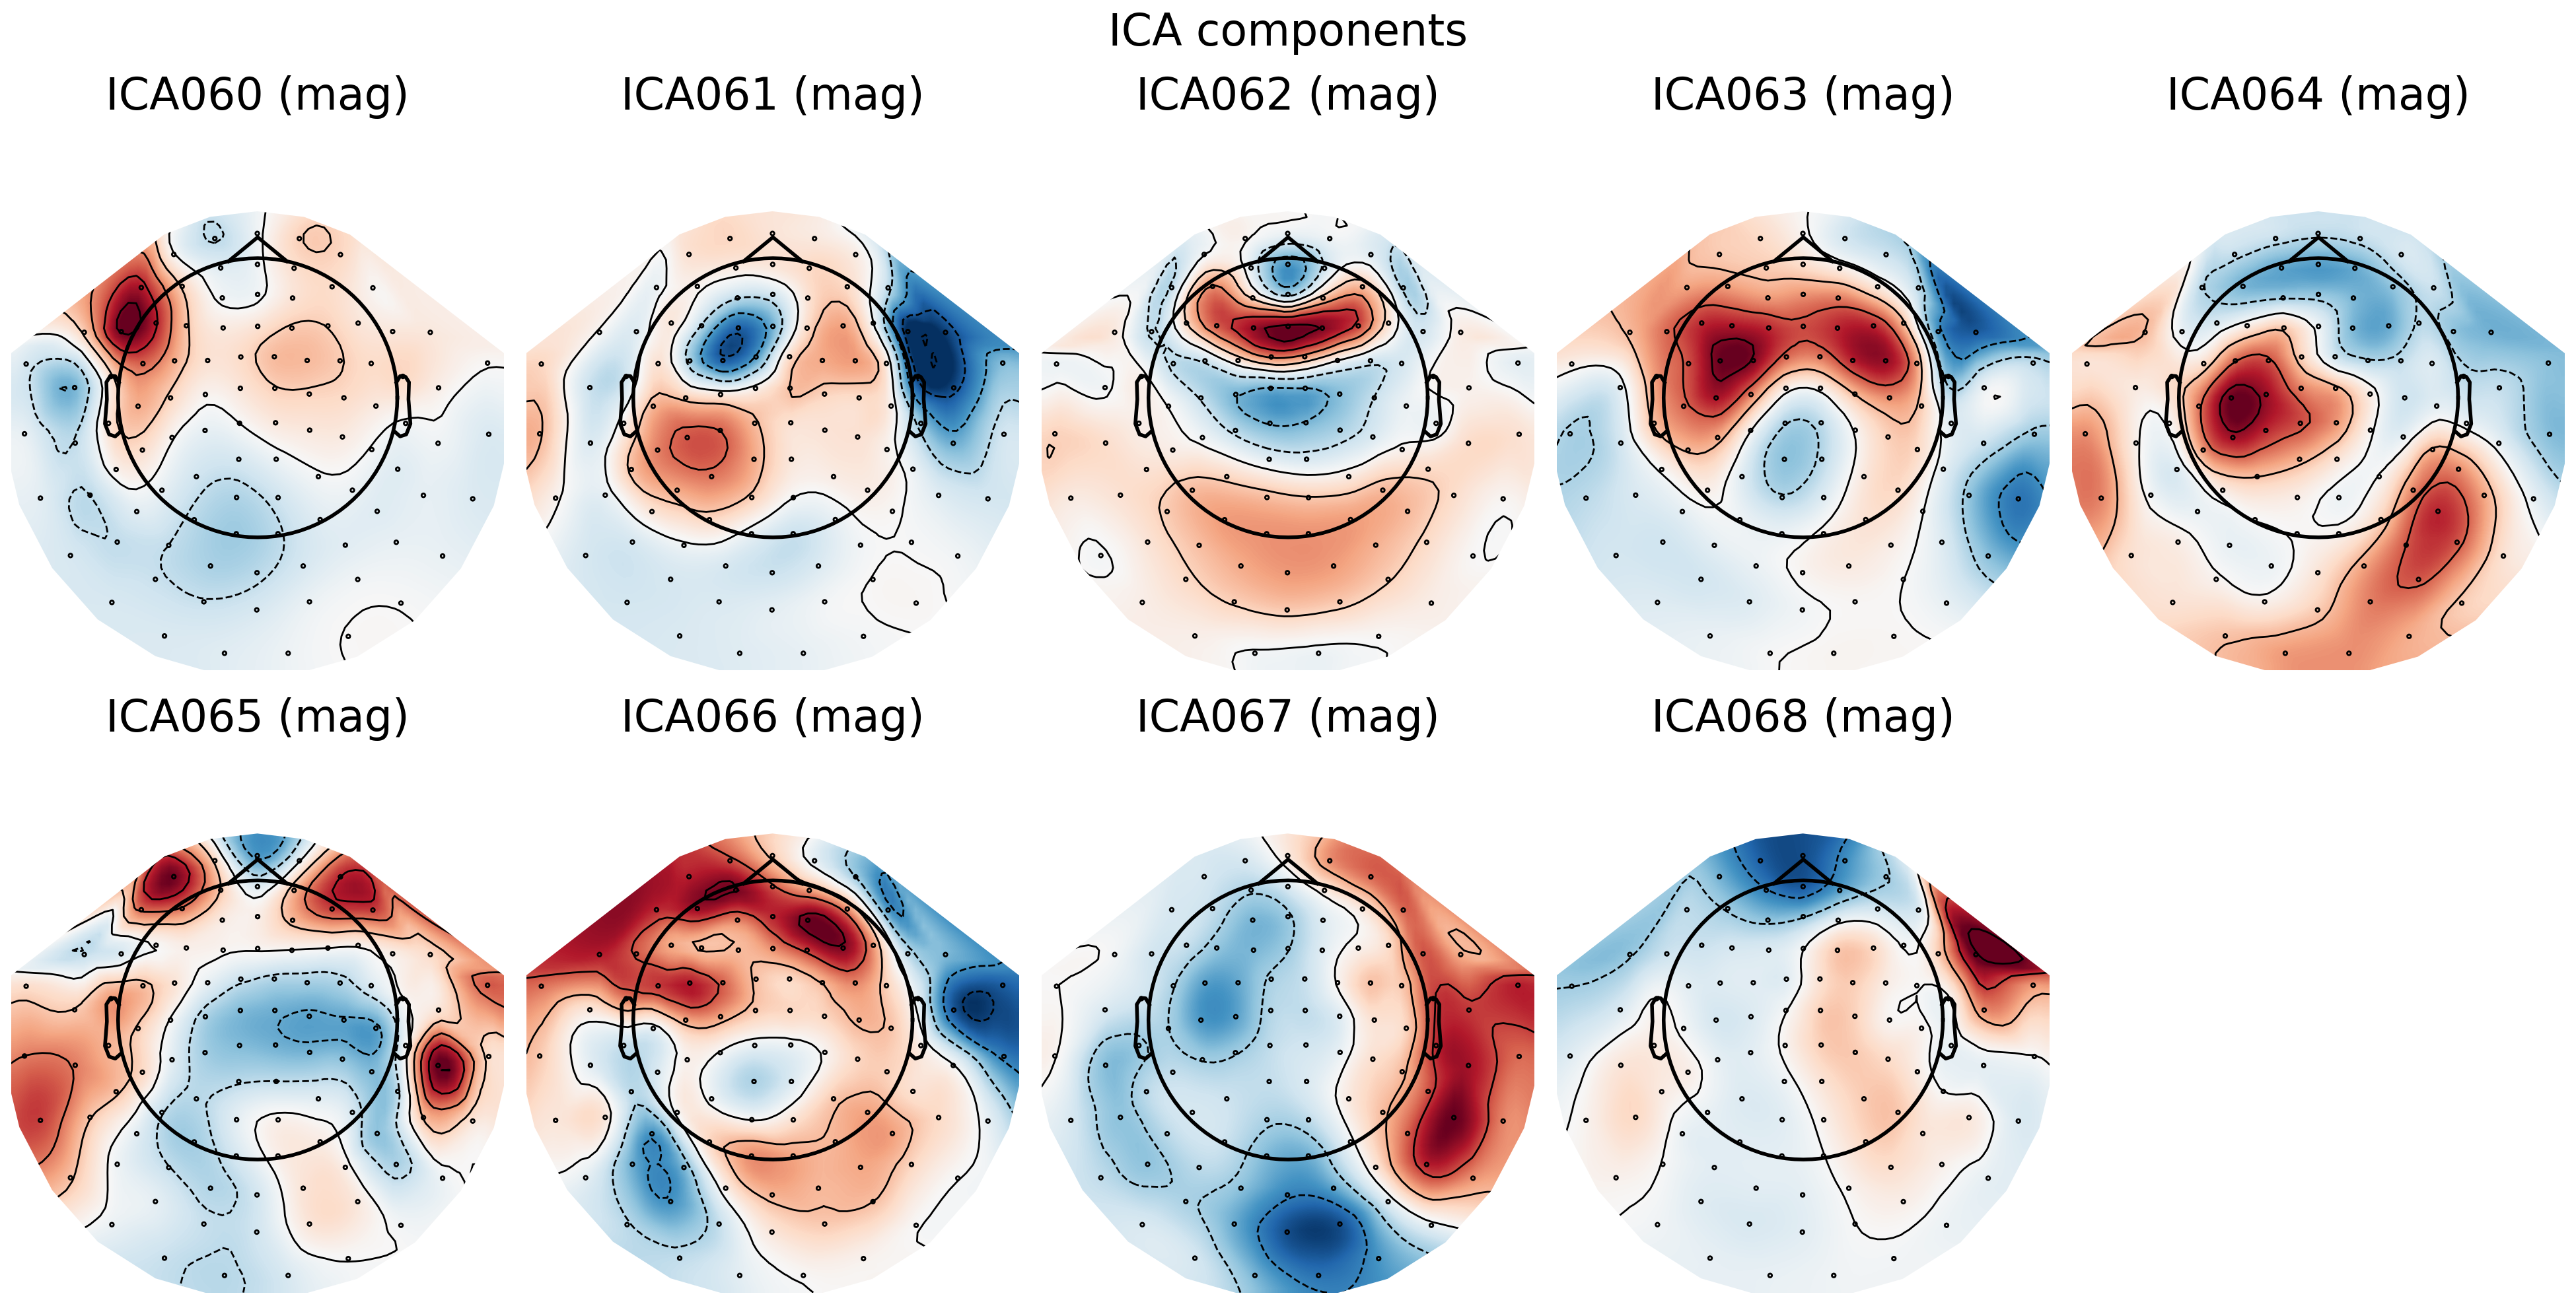 ICA components
ICA060 (mag)
ICA061 (mag)
ICA062 (mag)
ICA063 (mag)
ICA064 (mag)
ICA065 (mag)
ICA066 (mag)
ICA067 (mag)
ICA068 (mag)